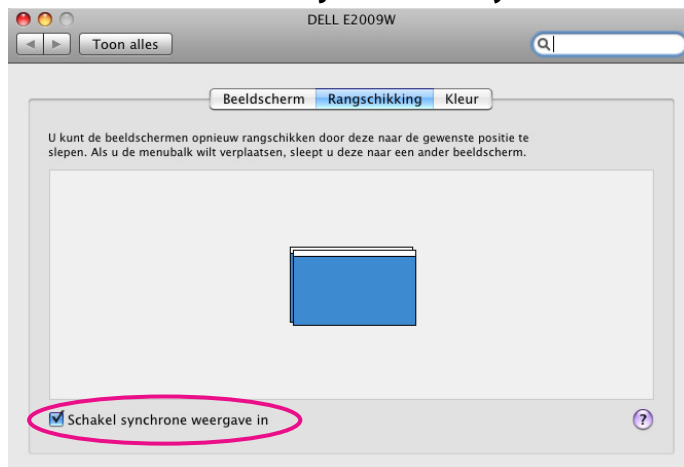 DELL E2009W
Toon alles
Beeldscherm Rangschikking Kleur
U kunt de beeldschermen opnieuw rangschikken door deze naar de gewenste positie te
slepen. Als u de menubalk wilt verplaatsen, sleept u deze naar een ander beeldscherm.
Schakel synchrone weergave in
?